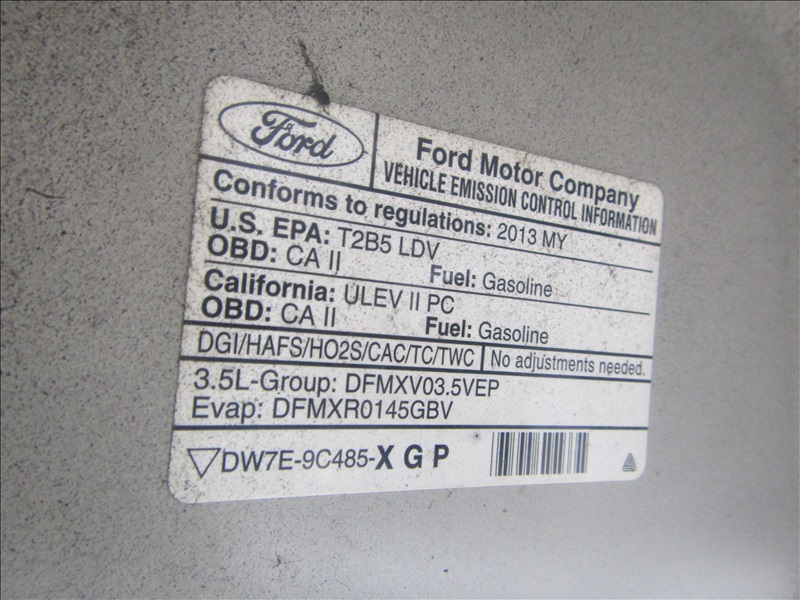 Ford
Ford Motor Company
VEHICLE EMISSION CONTROL INFORMATION
Conforms to regulations: 2013 MY
U.S. EPA: T2B5 LDV
OBD: CA II Fuel: Gasoline
California: ULEV II PC
OBD: CA II Fuel: Gasoline
DGI/HAFS/HO2S/CAC/TC/TWC No adjustments needed.
3.5L-Group: DFMXV03.5VEP
Evap: DFMXR0145GBV
DW7E-9C485-X G P